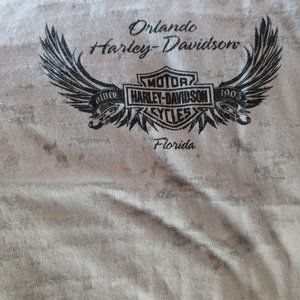 Orlando
Harley-Davidson
MOTOR
SINCE HARLEY-DAVIDSON 1903
CYCLES
Florida